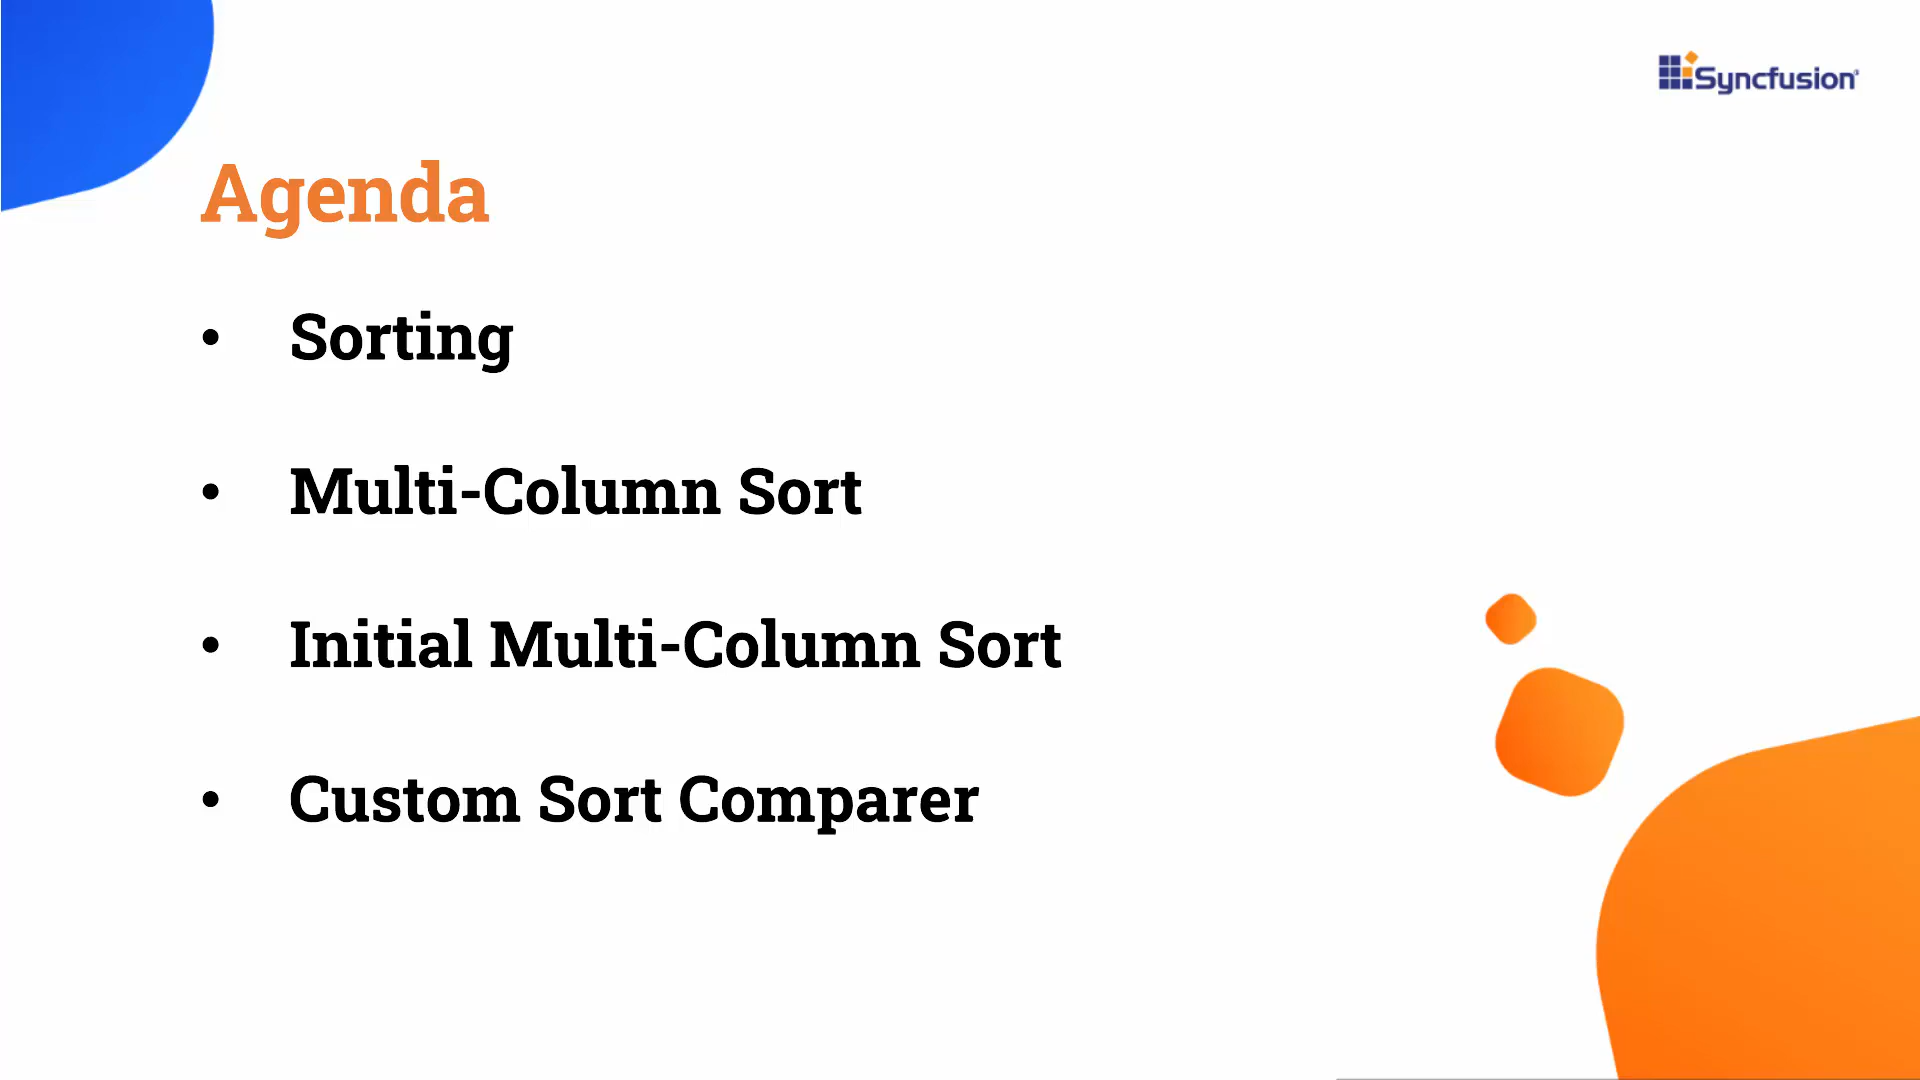 Syncfusion
Agenda
• Sorting
• Multi-Column Sort
• Initial Multi-Column Sort
• Custom Sort Comparer